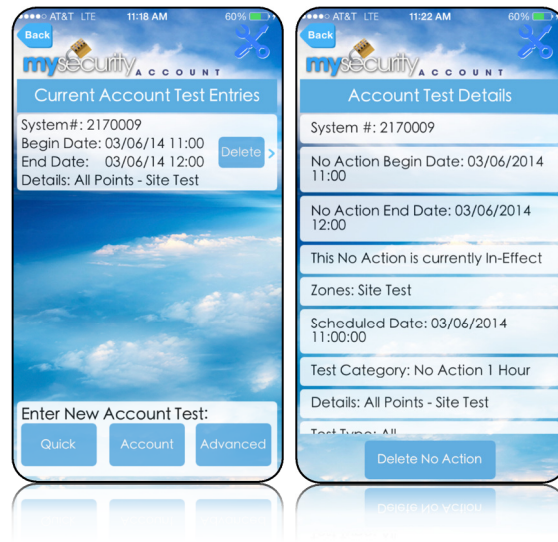 AT&T LTE 11:18 AM 60%
Back
mysecurity
ACCOUNT
Current Account Test Entries
System#: 2170009
Begin Date: 03/06/14 11:00
End Date: 03/06/14 12:00
Details: All Points - Site Test
Delete
Enter New Account Test:
Quick Account Advanced
AT&T LTE 11:22 AM 60%
Back
mysecurity
ACCOUNT
Account Test Details
System #: 2170009
No Action Begin Date: 03/06/2014
11:00
No Action End Date: 03/06/2014
12:00
This No Action is currently In-Effect
Zones: Site Test
Scheduled Date: 03/06/2014
11:00:00
Test Category: No Action 1 Hour
Details: All Points - Site Test
Test Type: All
Delete No Action